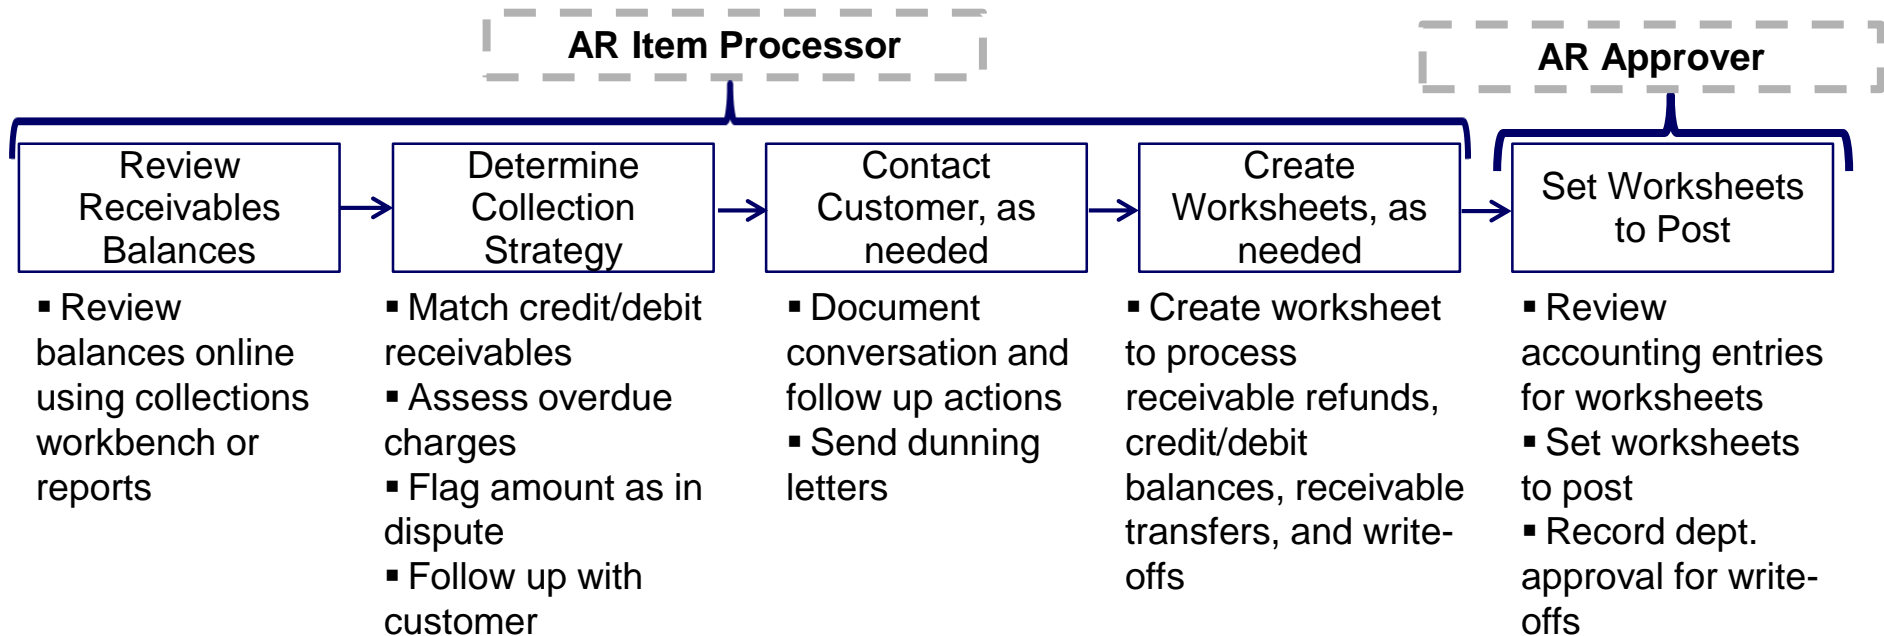 AR Item Processor
AR Approver
Review
Receivables
Balances
Determine
Collection
Strategy
Contact
Customer, as
needed
Create
Worksheets, as
needed
Set Worksheets
to Post
▪ Review
balances online
using collections
workbench or
reports
▪ Match credit/debit
receivables
▪ Assess overdue
charges
▪ Flag amount as in
dispute
▪ Follow up with
customer
▪ Document
conversation and
follow up actions
▪ Send dunning
letters
▪ Create worksheet
to process
receivable refunds,
credit/debit
balances, receivable
transfers, and write-
offs
▪ Review
accounting entries
for worksheets
▪ Set worksheets
to post
▪ Record dept.
approval for write-
offs